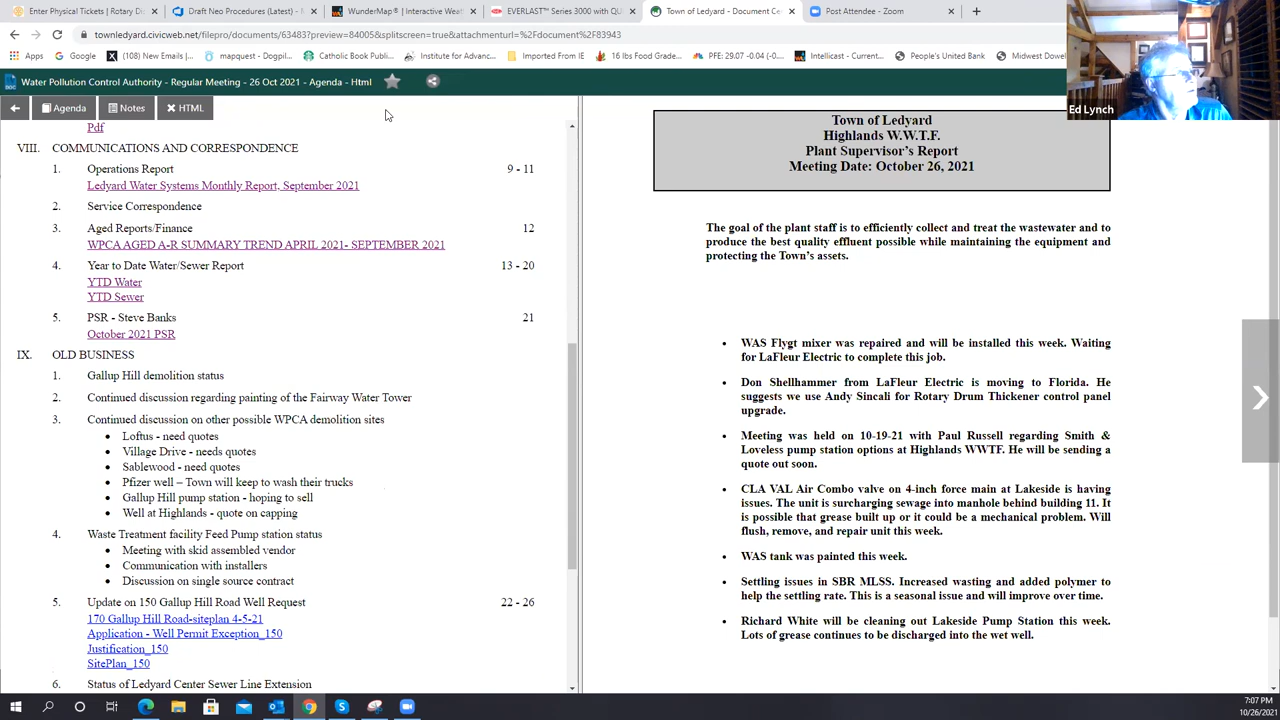 Enter Physical Tickets | Rotary Dis
Draft Neo Procedures (Latest) - R
WunderMap® | Interactive Weat
EVERLAST™ Series 3000 with QU
Town of Ledyard - Document Ce
Post Attendee - Zoom
townledyard.civicweb.net/filepro/documents/63483?preview=84005&splitscreen=true&attachmenturl=%2Fdocument%2F83943
Apps
Google
(108) New Emails |
mapquest - Dogpil
Catholic Book Publi
Institute for Advanc
Imported From IE
16 lbs Food Grade
PFE: 29.07 -0.04 (-0
Intellicast - Emery
People's United Bank
Midwest Dowel
Water Pollution Control Authority - Regular Meeting - 26 Oct 2021 - Agenda - Html
Ed Lynch
Agenda
Notes
HTML
Pdf
VIII. COMMUNICATIONS AND CORRESPONDENCE
1. Operations Report 9 - 11
Ledyard Water Systems Monthly Report, September 2021
2. Service Correspondence
3. Aged Reports/Finance 12
WPCA AGED A-R SUMMARY TREND APRIL 2021- SEPTEMBER 2021
4. Year to Date Water/Sewer Report 13 - 20
YTD Water
YTD Sewer
5. PSR - Steve Banks 21
October 2021 PSR
IX. OLD BUSINESS
1. Gallup Hill demolition status
2. Continued discussion regarding painting of the Fairway Water Tower
3. Continued discussion on other possible WPCA demolition sites
• Loftus - need quotes
• Village Drive - needs quotes
• Sablewood - need quotes
• Pfizer well – Town will keep to wash their trucks
• Gallup Hill pump station - hoping to sell
• Well at Highlands - quote on capping
4. Waste Treatment facility Feed Pump station status
• Meeting with skid assembled vendor
• Communication with installers
• Discussion on single source contract
5. Update on 150 Gallup Hill Road Well Request 22 - 26
170 Gallup Hill Road-siteplan 4-5-21
Application - Well Permit Exception_150
Justification_150
SitePlan_150
6. Status of Ledyard Center Sewer Line Extension
Town of Ledyard
Highlands W.W.T.F.
Plant Supervisor's Report
Meeting Date: October 26, 2021
The goal of the plant staff is to efficiently collect and treat the wastewater and to
produce the best quality effluent possible while maintaining the equipment and
protecting the Town's assets.
• WAS Flygt mixer was repaired and will be installed this week. Waiting
for LaFleur Electric to complete this job.
• Don Shellhammer from LaFleur Electric is moving to Florida. He
suggests we use Andy Sincali for Rotary Drum Thickener control panel
upgrade.
• Meeting was held on 10-19-21 with Paul Russell regarding Smith &
Loveless pump station options at Highlands WWTF. He will be sending a
quote out soon.
• CLA VAL Air Combo valve on 4-inch force main at Lakeside is having
issues. The unit is surcharging sewage into manhole behind building 11. It
is possible that grease built up or it could be a mechanical problem. Will
flush, remove, and repair unit this week.
• WAS tank was painted this week.
• Settling issues in SBR MLSS. Increased wasting and added polymer to
help the settling rate. This is a seasonal issue and will improve over time.
• Richard White will be cleaning out Lakeside Pump Station this week.
Lots of grease continues to be discharged into the wet well.
7:07 PM
10/26/2021